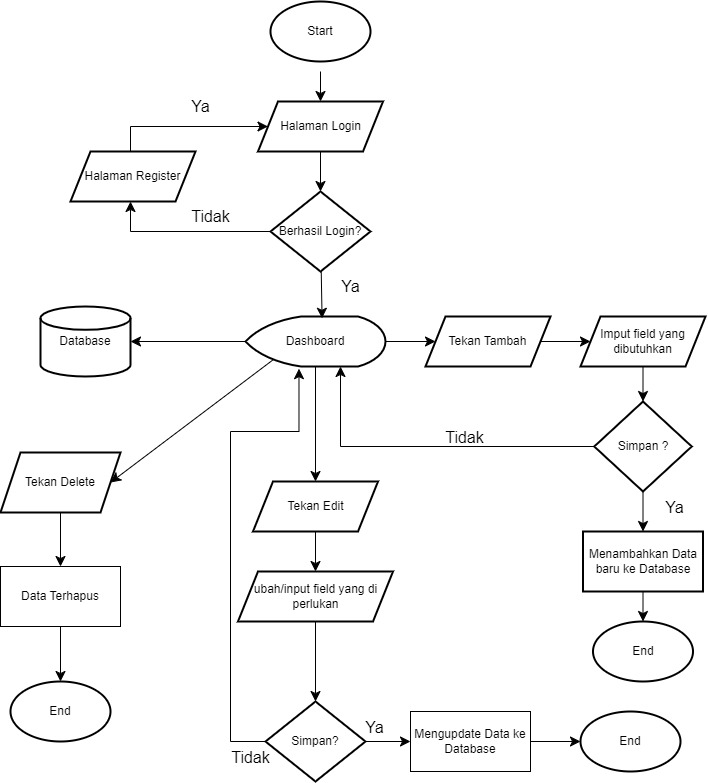 Start
Ya
Halaman Login
Halaman Register
Tidak
Berhasil Login?
Ya
Database
Dashboard
Tekan Tambah
Imput field yang
dibutuhkan
Tidak
Simpan ?
Tekan Delete
Tekan Edit
Ya
Menambahkan Data
baru ke Database
Data Terhapus
ubah/input field yang di
perlukan
End
End
Tidak
Simpan?
Ya
Mengupdate Data ke
Database
End